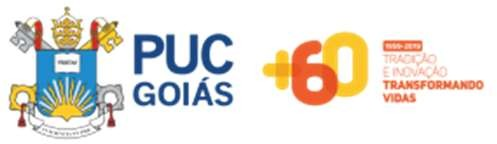 PUC
GOIÁS
+60
1959-2019
TRADIÇÃO
E INOVAÇÃO
TRANSFORMANDO
VIDAS